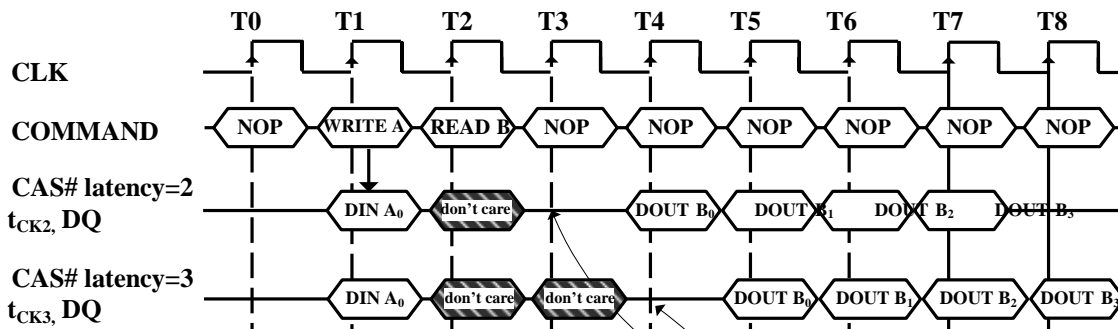 T0 T1 T2 T3 T4 T5 T6 T7 T8
CLK
COMMAND NOP WRITE A READ B NOP NOP NOP NOP NOP NOP
CAS# latency=2
tCK2, DQ DIN A0 don't care DOUT B0 DOUT B1 DOUT B2 DOUT B3
CAS# latency=3
tCK3, DQ DIN A0 don't care don't care DOUT B0 DOUT B1 DOUT B2 DOUT B3